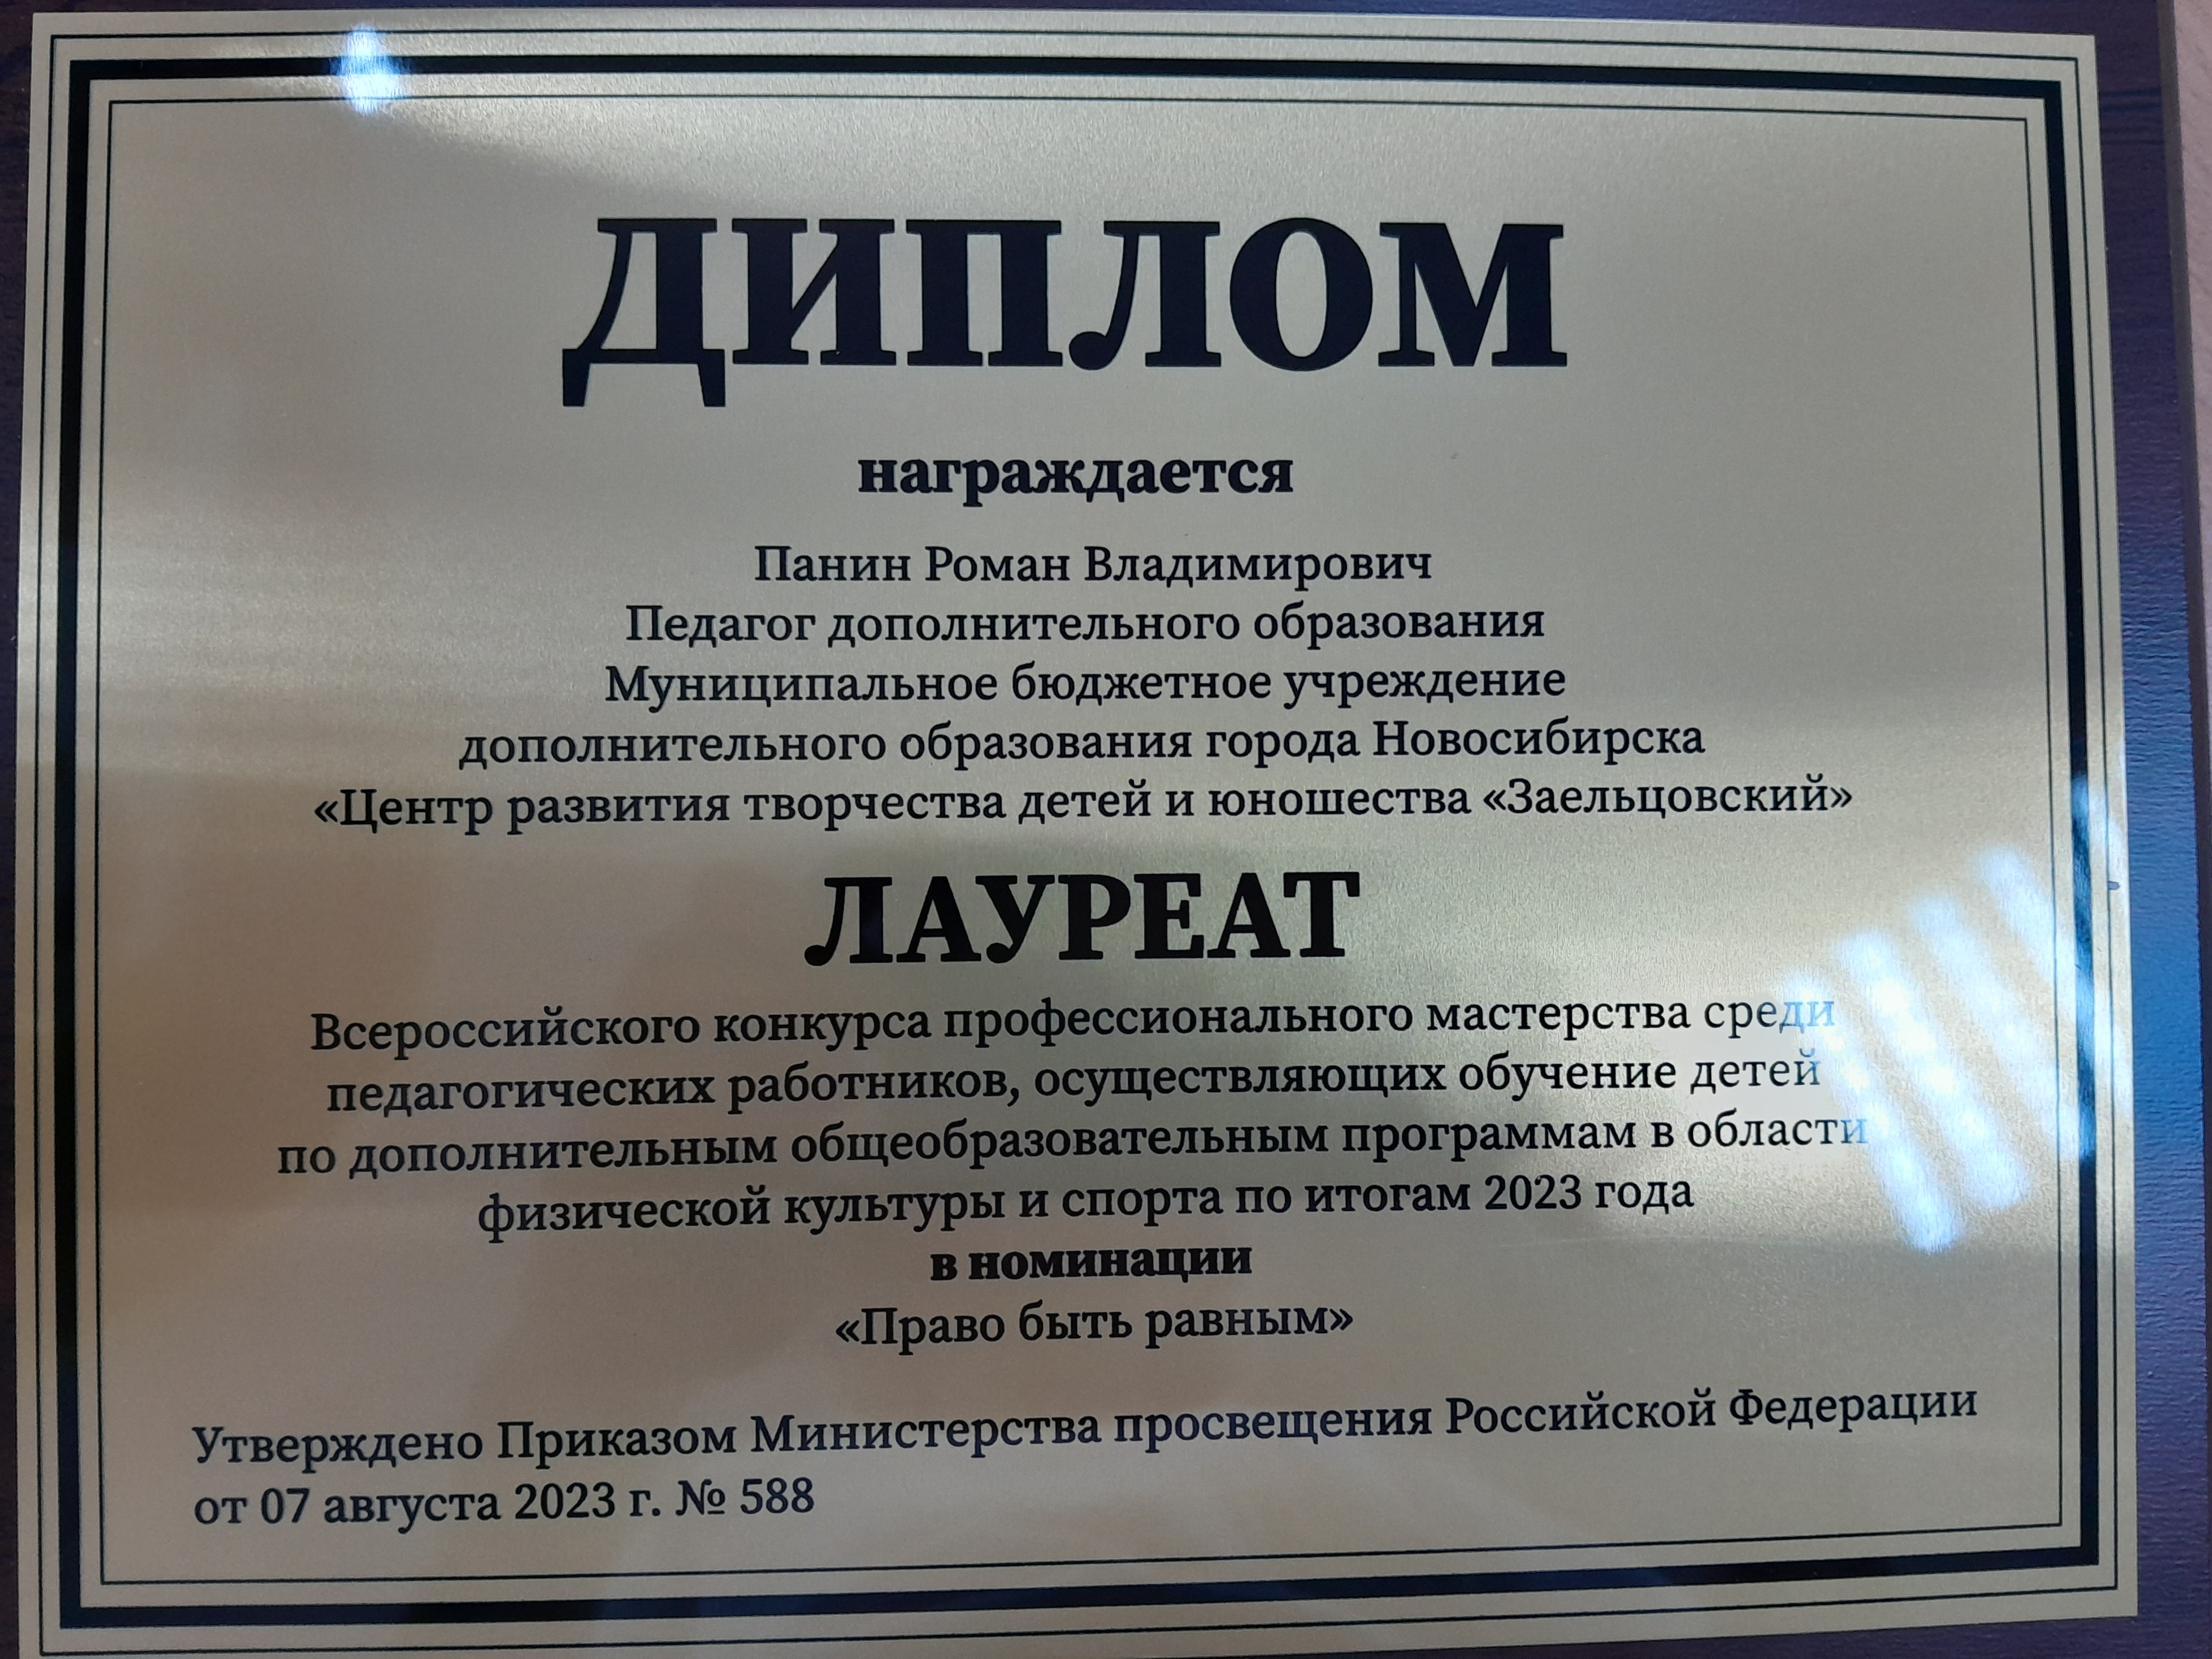 ДИПЛОМ
награждается
Панин Роман Владимирович
Педагог дополнительного образования
Муниципальное бюджетное учреждение
дополнительного образования города Новосибирска
«Центр развития творчества детей и юношества «Заельцовский»
ЛАУРЕАТ
Всероссийского конкурса профессионального мастерства среди
педагогических работников, осуществляющих обучение детей
по дополнительным общеобразовательным программам в области
физической культуры и спорта по итогам 2023 года
в номинации
«Право быть равным»
Утверждено Приказом Министерства просвещения Российской Федерации
от 07 августа 2023 г. № 588